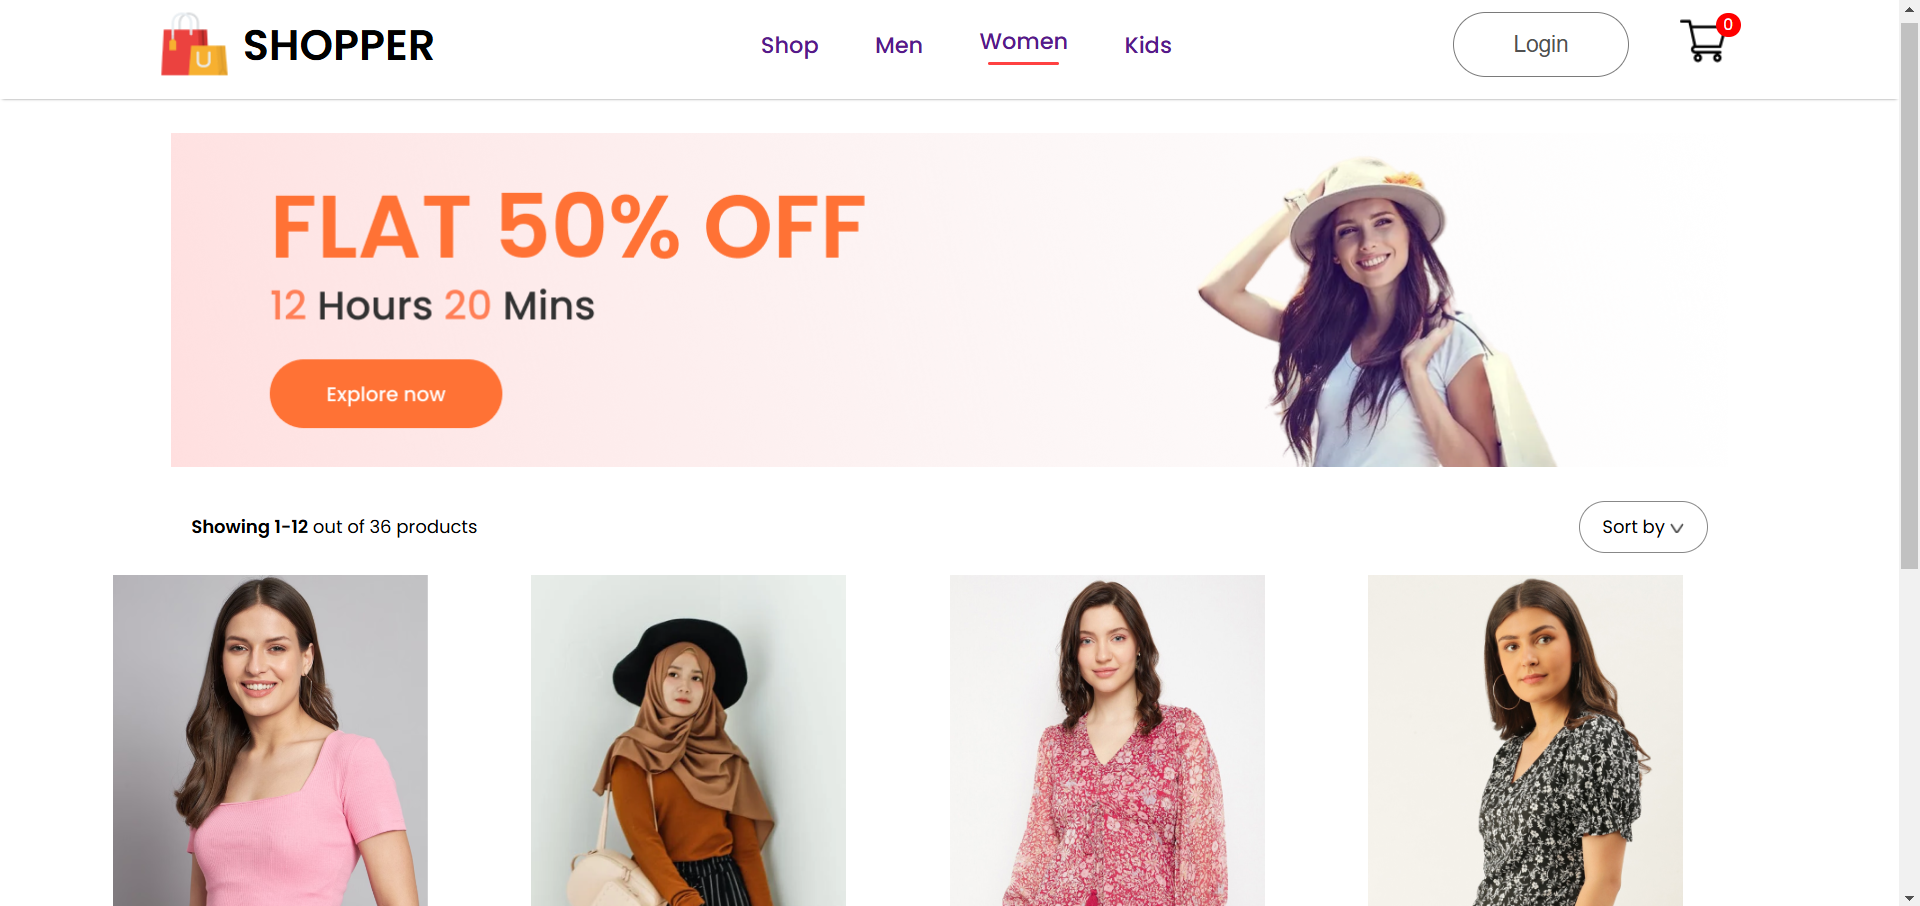 U
SHOPPER
Shop
Men
Women
Kids
Login
0
FLAT 50% OFF
12 Hours 20 Mins
Explore now
Showing 1-12 out of 36 products
Sort by